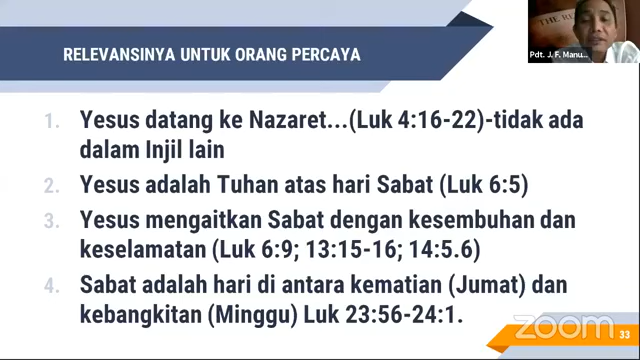 RELEVANSINYA UNTUK ORANG PERCAYA
THE RE
Pdt. J. F. Manu...
1. Yesus datang ke Nazaret...(Luk 4:16-22)-tidak ada
dalam Injil lain
2. Yesus adalah Tuhan atas hari Sabat (Luk 6:5)
3. Yesus mengaitkan Sabat dengan kesembuhan dan
keselamatan (Luk 6:9; 13:15-16; 14:5.6)
4. Sabat adalah hari di antara kematian (Jumat) dan
kebangkitan (Minggu) Luk 23:56-24:1.
zoom
33